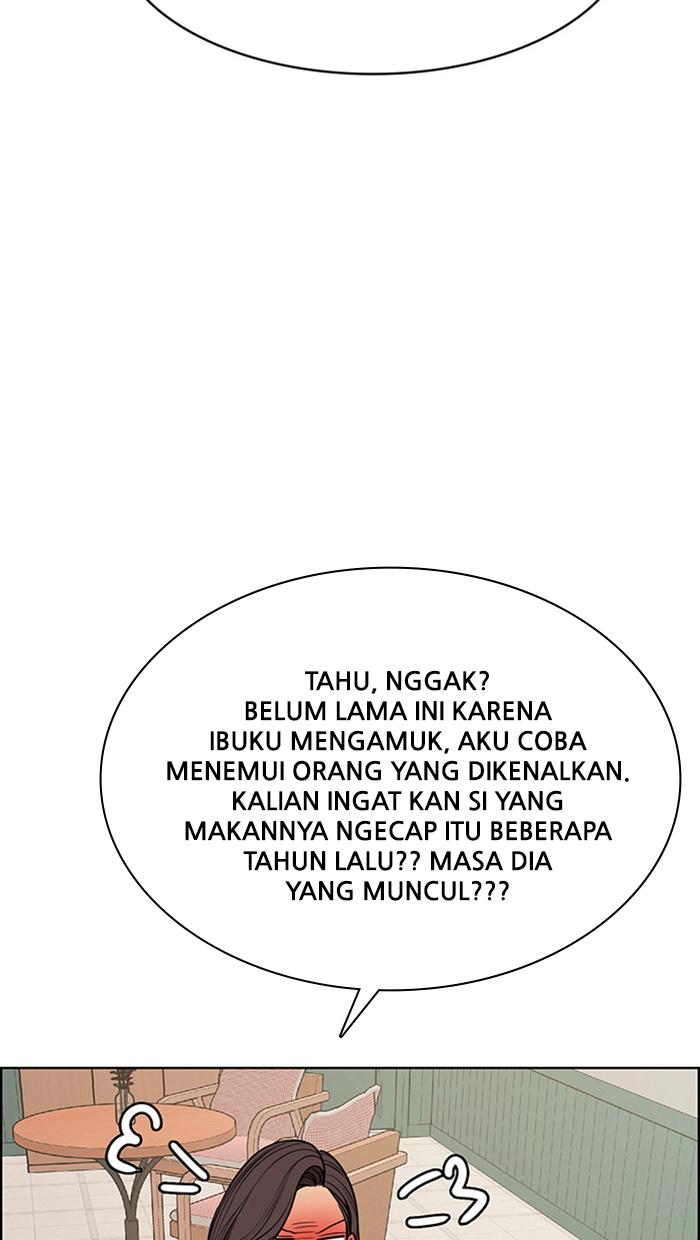 TAHU, NGGAK?
BELUM LAMA INI KARENA
IBUKU MENGAMUK, AKU COBA
MENEMUI ORANG YANG DIKENALKAN.
KALIAN INGAT KAN SI YANG
MAKANNYA NGECAP ITU BEBERAPA
TAHUN LALU?? MASA DIA
YANG MUNCUL???